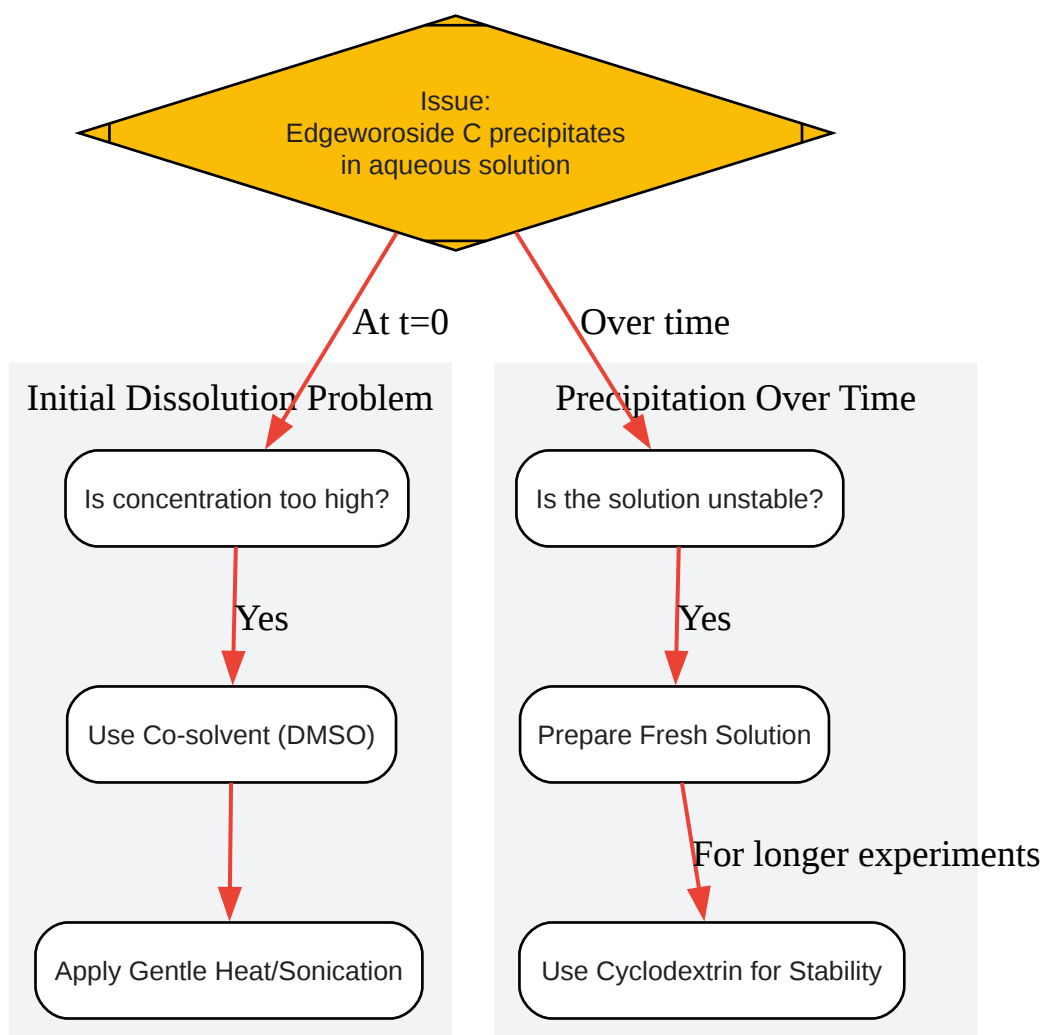 Issue:
Edgeworoside C precipitates
in aqueous solution
At t=0
Over time
Initial Dissolution Problem
Precipitation Over Time
Is concentration too high?
Is the solution unstable?
Yes
Yes
Use Co-solvent (DMSO)
Prepare Fresh Solution
For longer experiments
Apply Gentle Heat/Sonication
Use Cyclodextrin for Stability